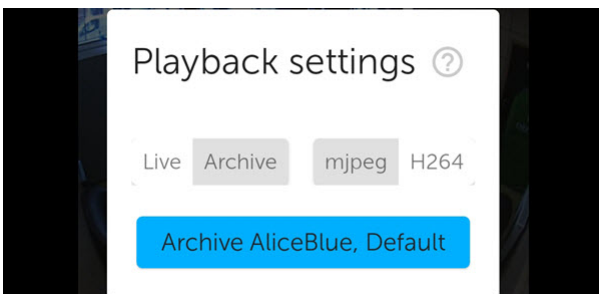 Playback settings ?
Live Archive mjpeg H264
Archive AliceBlue, Default